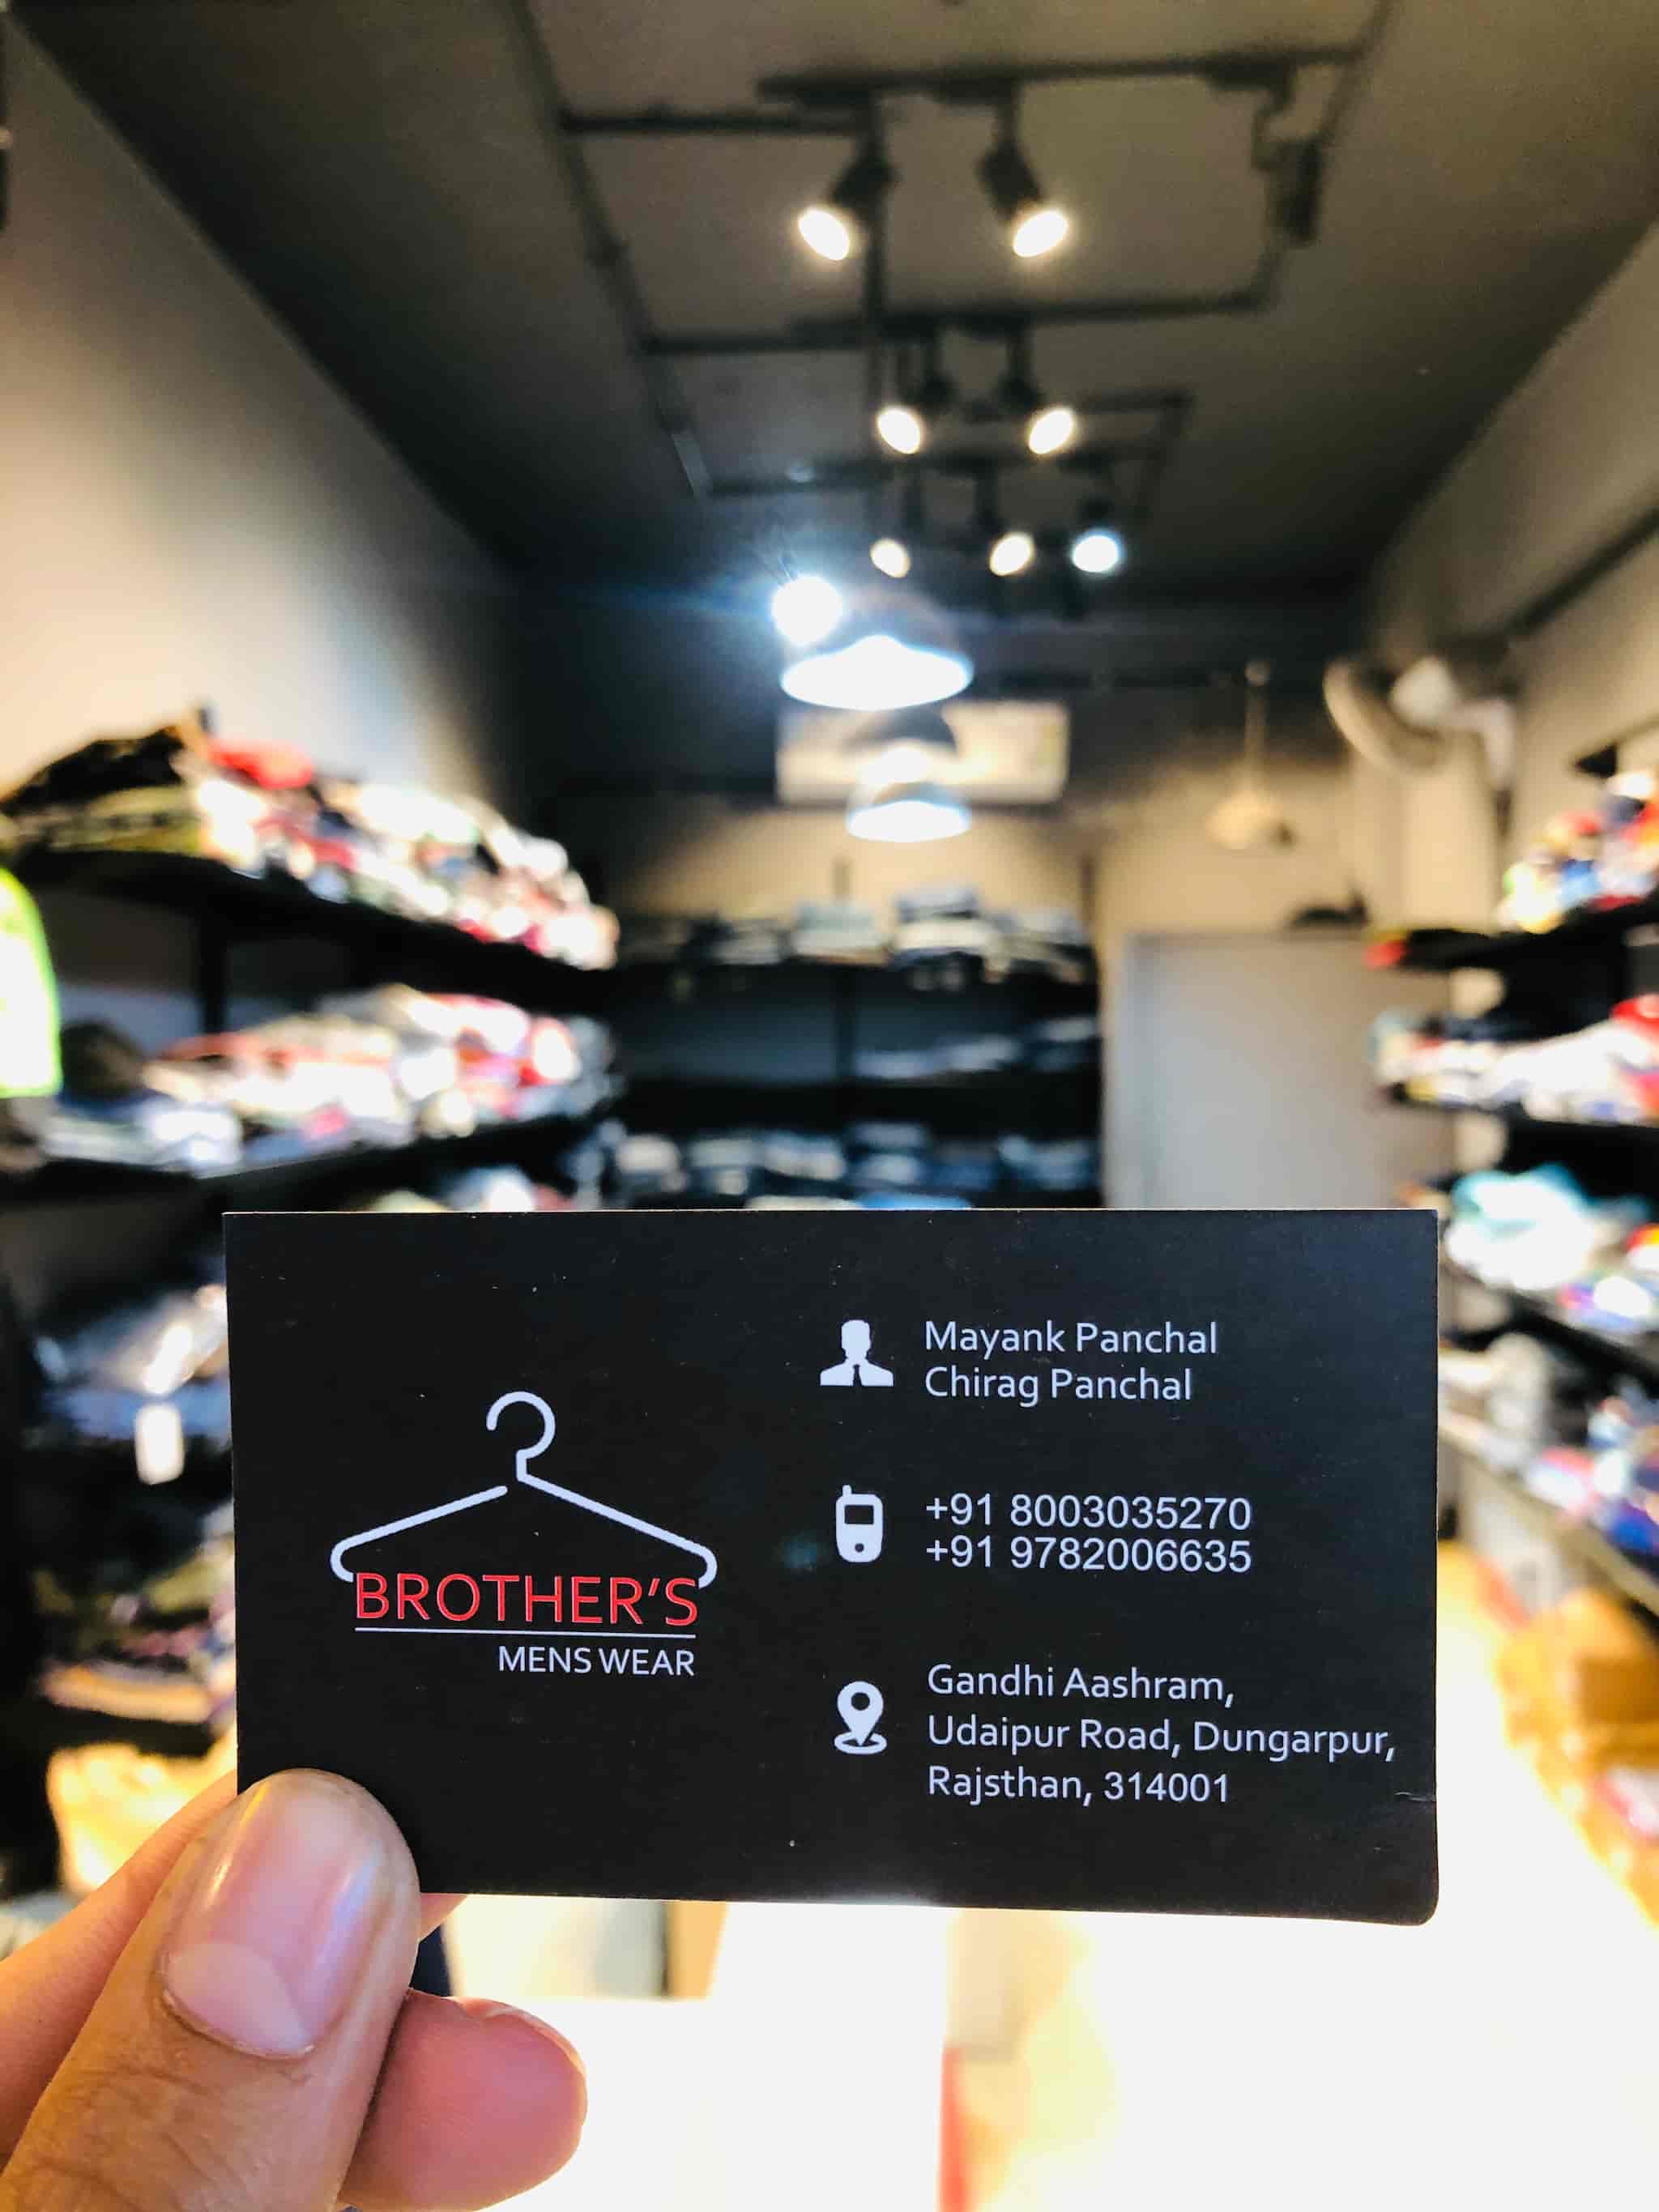 BROTHER'S
MENS WEAR
Mayank Panchal
Chirag Panchal
+91 8003035270
+91 9782006635
Gandhi Aashram,
Udaipur Road, Dungarpur,
Rajsthan, 314001